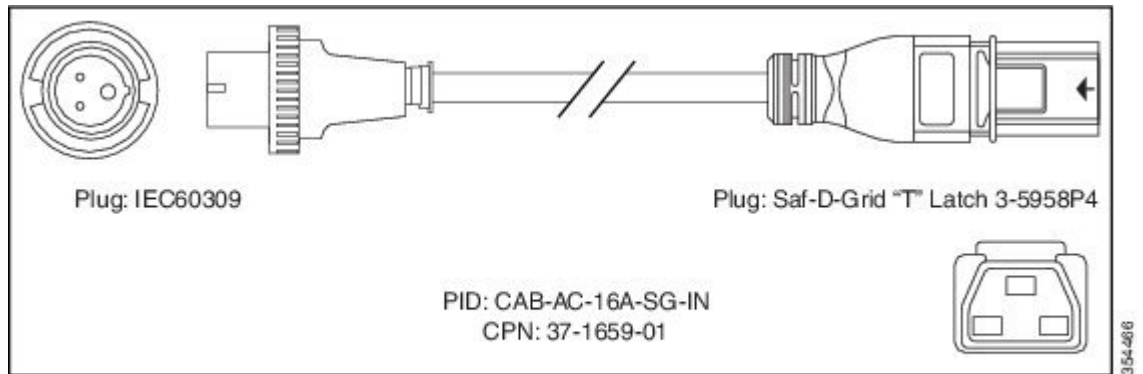 Plug: IEC60309
Plug: Saf-D-Grid “T” Latch 3-5958P4
PID: CAB-AC-16A-SG-IN
CPN: 37-1659-01
354466